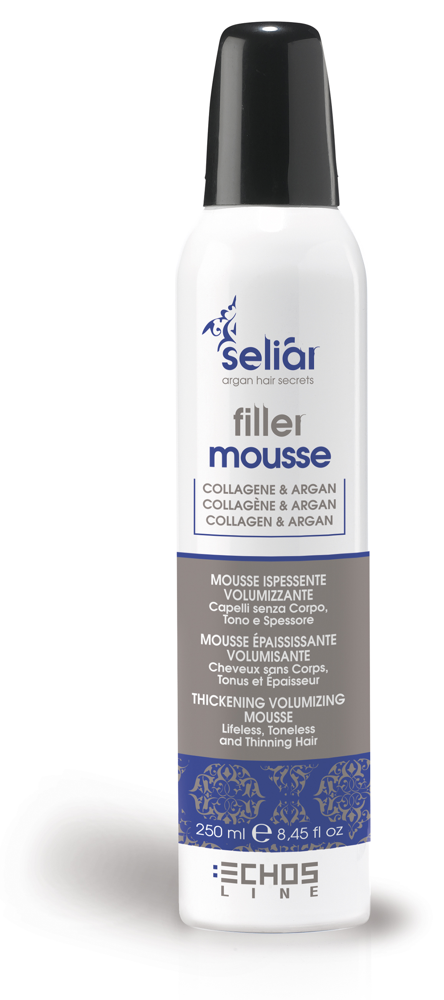 seliár
argan hair secrets
filler
mousse
COLLAGENE & ARGAN
COLLAGÈNE & ARGAN
COLLAGEN & ARGAN
MOUSSE ISPESSENTE
VOLUMIZZANTE
Capelli senza Corpo,
Tono e Spessore
MOUSSE ÉPAISSISSANTE
VOLUMISANTE
Cheveux sans Corps,
Tonus et Épaisseur
THICKENING VOLUMIZING
MOUSSE
Lifeless, Toneless
and Thinning Hair
250 ml e 8,45 fl oz
:ECHOS
LINE